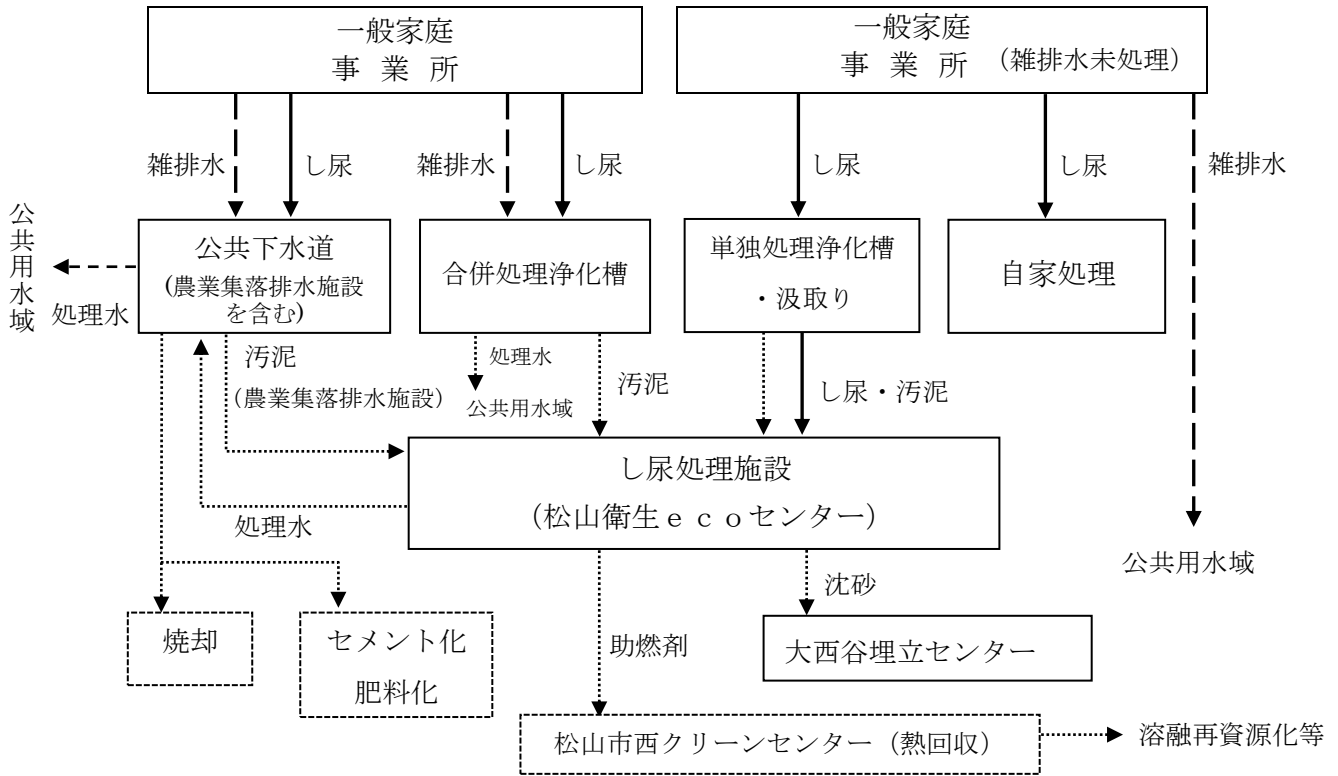 一般家庭
事 業 所
一般家庭
事 業 所 (雑排水未処理)
雑排水
し尿
雑排水
し尿
し尿
し尿
雑排水
公共用水域
処理水
公共下水道
(農業集落排水施設
を含む)
合併処理浄化槽
単独処理浄化槽
・汲取り
自家処理
汚泥
(農業集落排水施設)
処理水
公共用水域
汚泥
し尿・汚泥
し尿処理施設
(松山衛生ecoセンター)
処理水
公共用水域
沈砂
助燃剤
焼却
セメント化
肥料化
大西谷埋立センター
松山市西クリーンセンター(熱回収)
溶融再資源化等